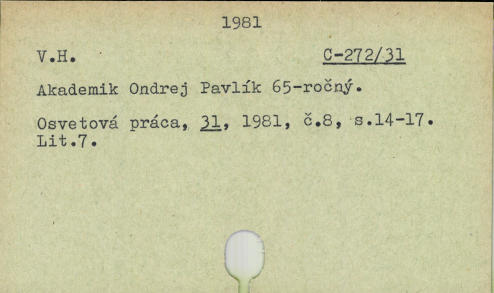 1981
V.H. C-272/31
Akademik Ondrej Pavlík 65-ročný.
Osvetová práca, 31, 1981, č.8, s.14-17.
Lit.7.